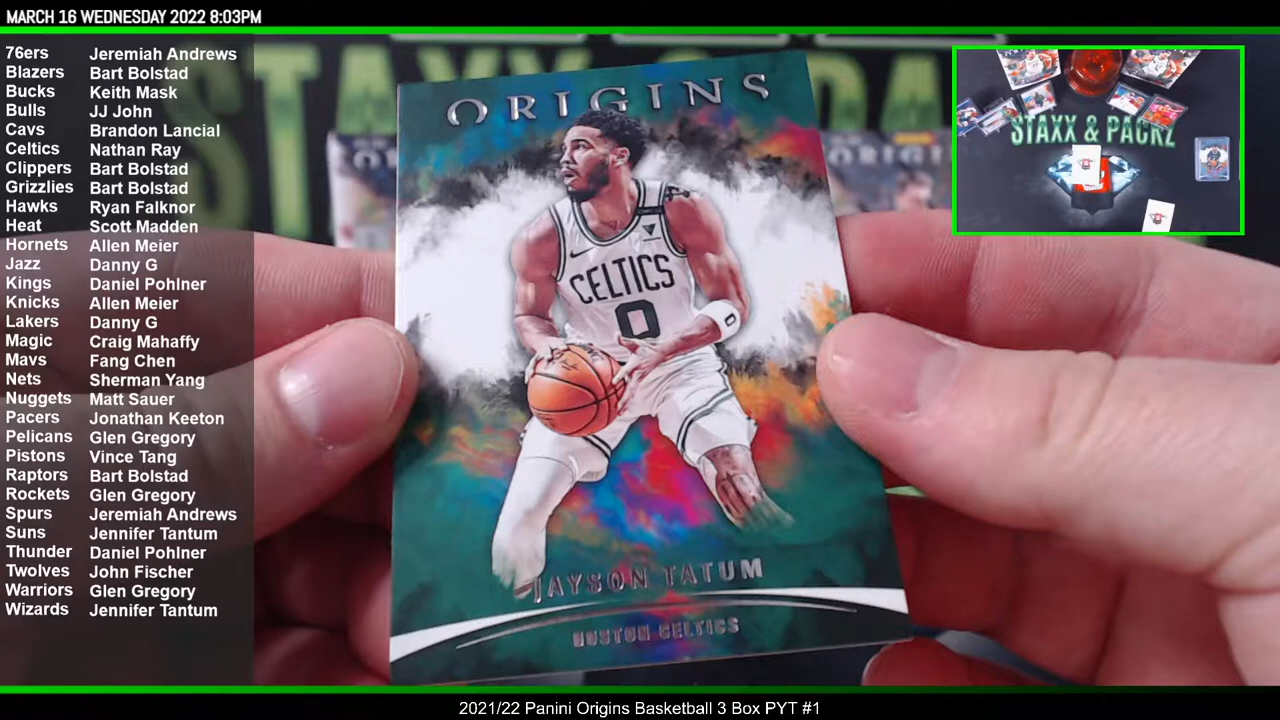 MARCH 16 WEDNESDAY 2022 8:03PM
76ers Jeremiah Andrews
Blazers Bart Bolstad
Bucks Keith Mask
Bulls JJ John
Cavs Brandon Lancial
Celtics Nathan Ray
Clippers Bart Bolstad
Grizzlies Bart Bolstad
Hawks Ryan Falknor
Heat Scott Madden
Hornets Allen Meier
Jazz Danny G
Kings Daniel Pohlner
Knicks Allen Meier
Lakers Danny G
Magic Craig Mahaffy
Mavs Fang Chen
Nets Sherman Yang
Nuggets Matt Sauer
Pacers Jonathan Keeton
Pelicans Glen Gregory
Pistons Vince Tang
Raptors Bart Bolstad
Rockets Glen Gregory
Spurs Jeremiah Andrews
Suns Jennifer Tantum
Thunder Daniel Pohlner
Twolves John Fischer
Warriors Glen Gregory
Wizards Jennifer Tantum
ORIGINS
CELTICS
0
0
JAYSON TATUM
BOSTON CELTICS
STAXX & PACKZ
2021/22 Panini Origins Basketball 3 Box PYT #1